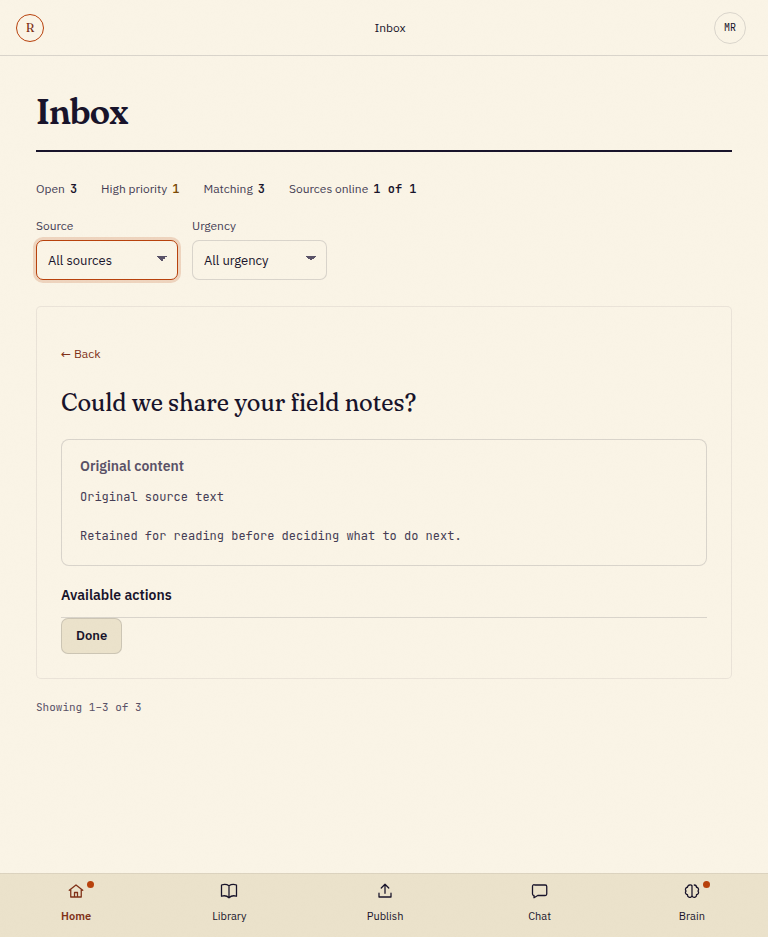 R
Inbox
MR
Inbox
Open 3 High priority 1 Matching 3 Sources online 1 of 1
Source Urgency
All sources All urgency
← Back
Could we share your field notes?
Original content
Original source text
Retained for reading before deciding what to do next.
Available actions
Done
Showing 1–3 of 3
Home Library Publish Chat Brain